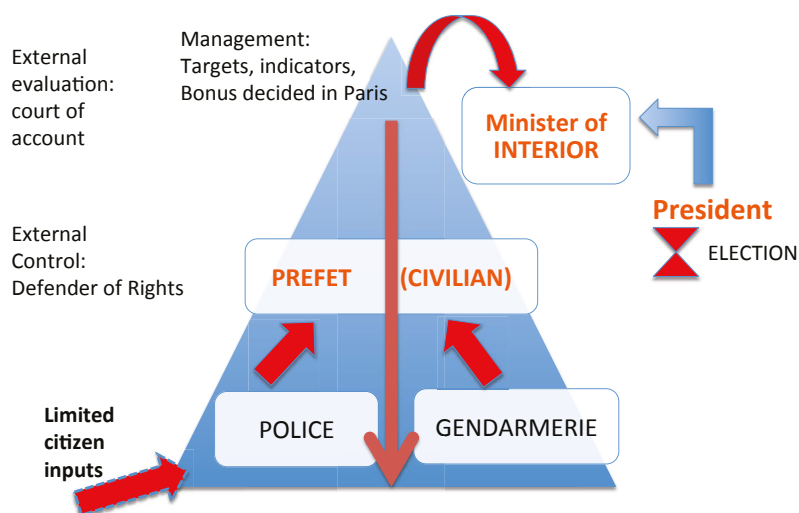 External
evaluation:
court of
account
Management:
Targets, indicators,
Bonus decided in Paris
Minister of
INTERIOR
President
ELECTION
External
Control:
Defender of Rights
PREFET (CIVILIAN)
POLICE
GENDARMERIE
Limited
citizen
inputs